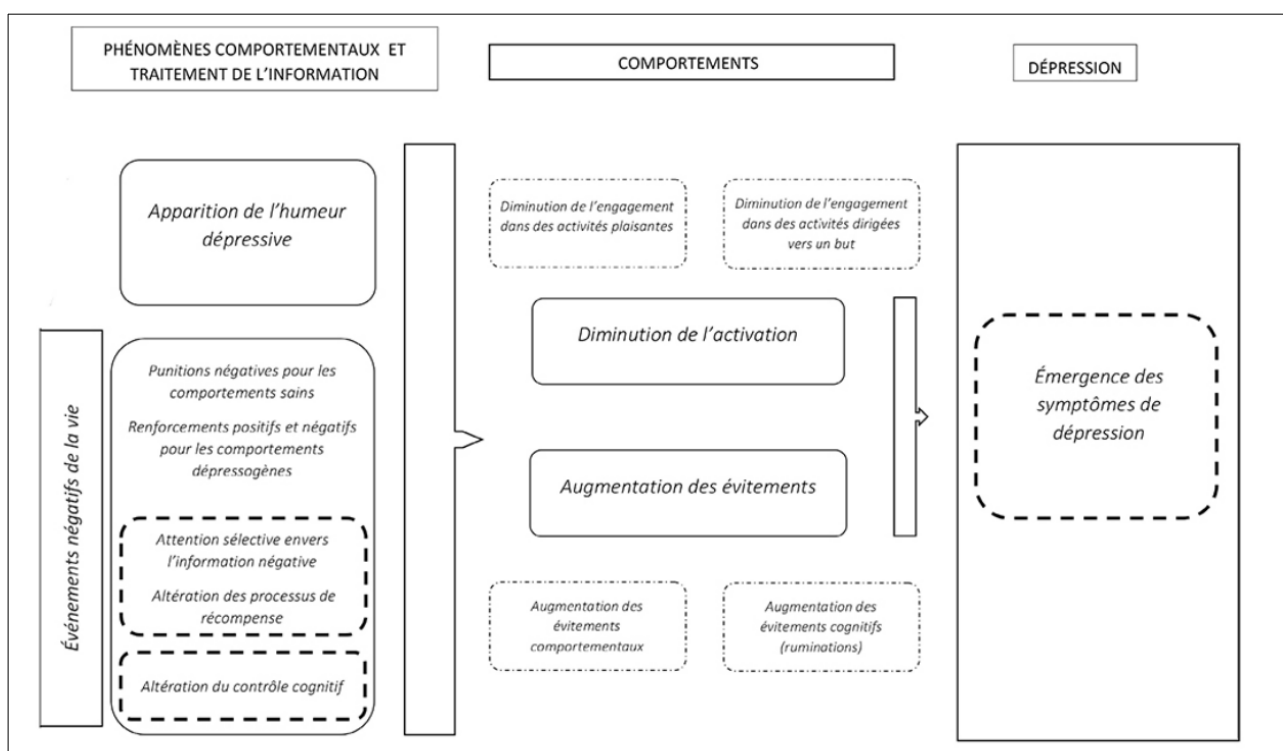 PHÉNOMÈNES COMPORTEMENTAUX ET
TRAITEMENT DE L'INFORMATION
COMPORTEMENTS
DÉPRESSION
Événements négatifs de la vie
Apparition de l'humeur
dépressive
Punitions négatives pour les
comportements sains
Renforcements positifs et négatifs
pour les comportements
dépressogènes
Attention sélective envers
l'information négative
Altération des processus de
récompense
Altération du contrôle cognitif
Diminution de l'engagement
dans des activités plaisantes
Diminution de l'engagement
dans des activités dirigées
vers un but
Diminution de l'activation
Augmentation des évitements
Augmentation des
évitements
comportementaux
Augmentation des
évitements cognitifs
(ruminations)
Émergence des
symptômes de
dépression